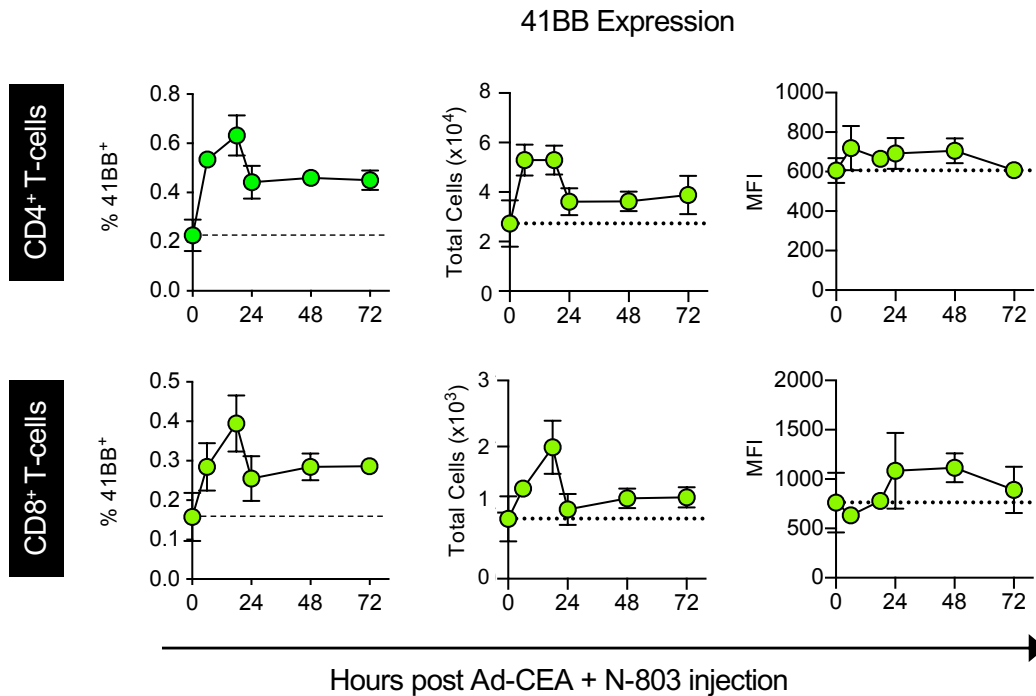 41BB Expression
CD4⁺ T-cells
% 41BB⁺
0.8
0.6
0.4
0.2
0.0
0 24 48 72
Total Cells (x10⁴)
8
6
4
2
0
0 24 48 72
MFI
1000
800
600
400
200
0
0 24 48 72
CD8⁺ T-cells
% 41BB⁺
0.5
0.4
0.3
0.2
0.1
0.0
0 24 48 72
Total Cells (x10³)
3
2
1
0
0 24 48 72
MFI
2000
1500
1000
500
0
0 24 48 72
Hours post Ad-CEA + N-803 injection